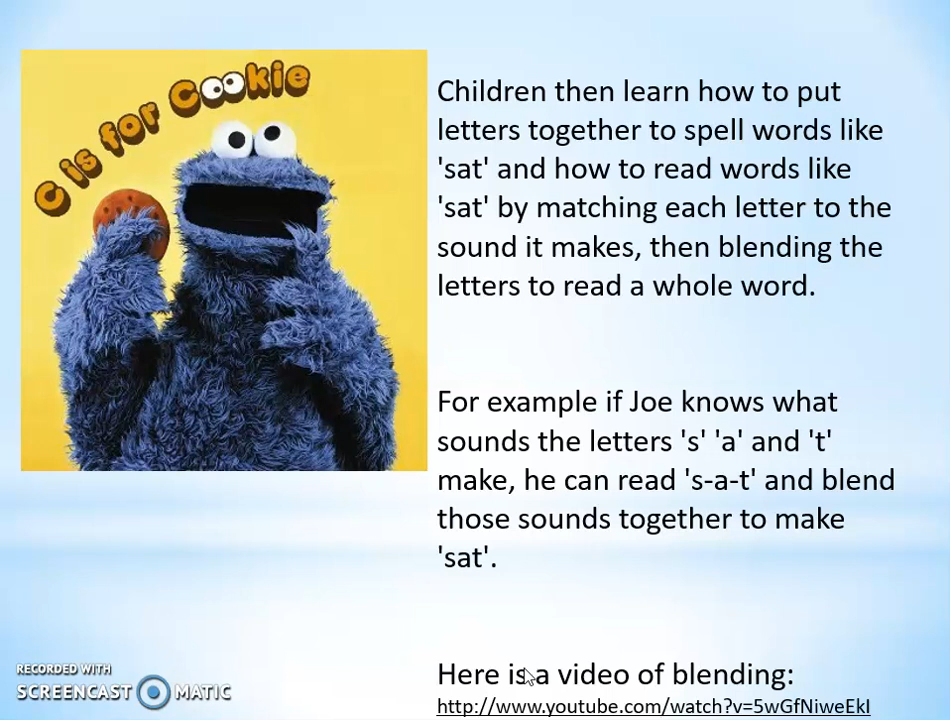 C is for Cookie
Children then learn how to put
letters together to spell words like
'sat' and how to read words like
'sat' by matching each letter to the
sound it makes, then blending the
letters to read a whole word.
For example if Joe knows what
sounds the letters 's' 'a' and 't'
make, he can read 's-a-t' and blend
those sounds together to make
'sat'.
Here is a video of blending:
http://www.youtube.com/watch?v=5wGfNiweEkI
RECORDED WITH
SCREENCAST MATIC